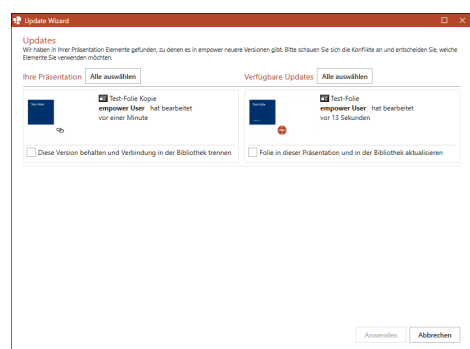 Update Wizard
Updates
Wir haben in Ihrer Präsentation Elemente gefunden, zu denen es in empower neuere Versionen gibt. Bitte schauen Sie sich die Konflikte an und entscheiden Sie, welche
Elemente Sie verwenden möchten.
Ihre Präsentation Alle auswählen
Verfügbare Updates Alle auswählen
Test-Folie
Test-Folie Kopie
empower User hat bearbeitet
vor einer Minute
Diese Version behalten und Verbindung in der Bibliothek trennen
Test-Folie
Test-Folie
empower User hat bearbeitet
vor 13 Sekunden
Folie in dieser Präsentation und in der Bibliothek aktualisieren
Anwenden Abbrechen